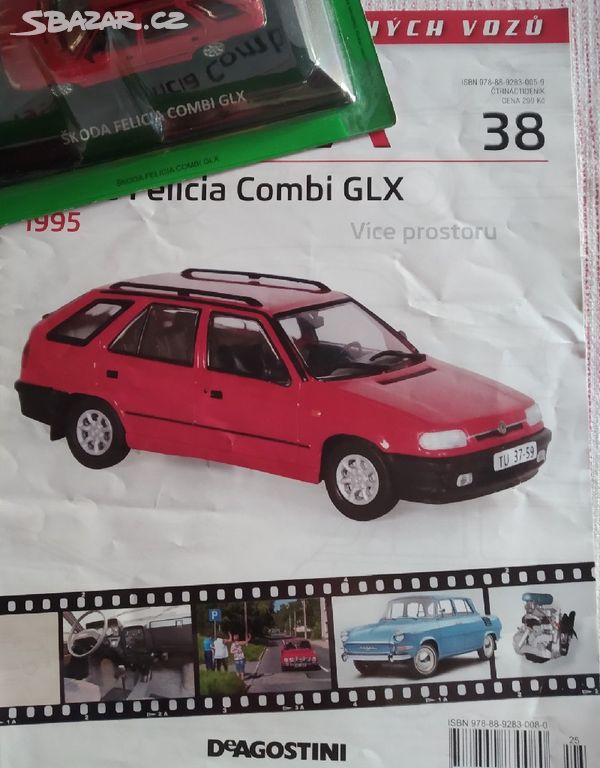 SBAZAR.CZ
ných vozů
ŠKODA FELICIA COMBI GLX
ŠKODA FELICIA COMBI GLX
ISBN 978-88-9283-005-9
ČTRNÁCTIDENÍK
CENA 299 Kč
38
Felicia Combi GLX
1995
Více prostoru
TU 37-59
DeAGOSTINI
ISBN 978-88-9283-008-0
25